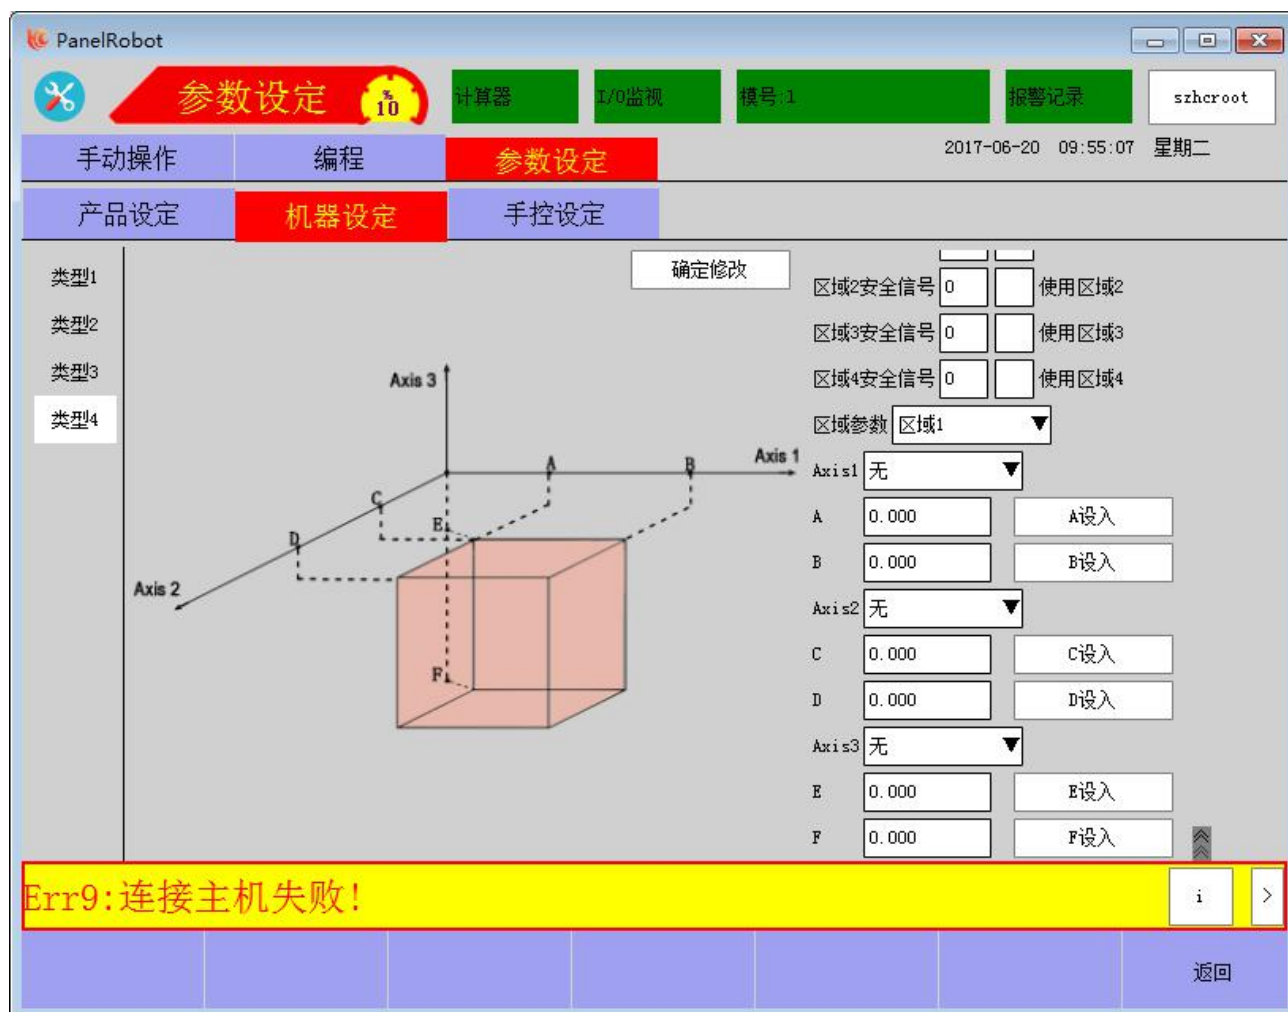 PanelRobot
参数设定 % 10 计算器 I/O监视 模号:1 报警记录 szhcroot
手动操作 编程 参数设定 2017-06-20 09:55:07 星期二
产品设定 机器设定 手控设定
类型1
类型2
类型3
类型4
确定修改
Axis 3
A B Axis 1
C
D E
Axis 2
F
区域2安全信号 0 使用区域2
区域3安全信号 0 使用区域3
区域4安全信号 0 使用区域4
区域参数 区域1
Axis1 无
A 0.000 A设入
B 0.000 B设入
Axis2 无
C 0.000 C设入
D 0.000 D设入
Axis3 无
E 0.000 E设入
F 0.000 F设入
Err9:连接主机失败! i >
返回